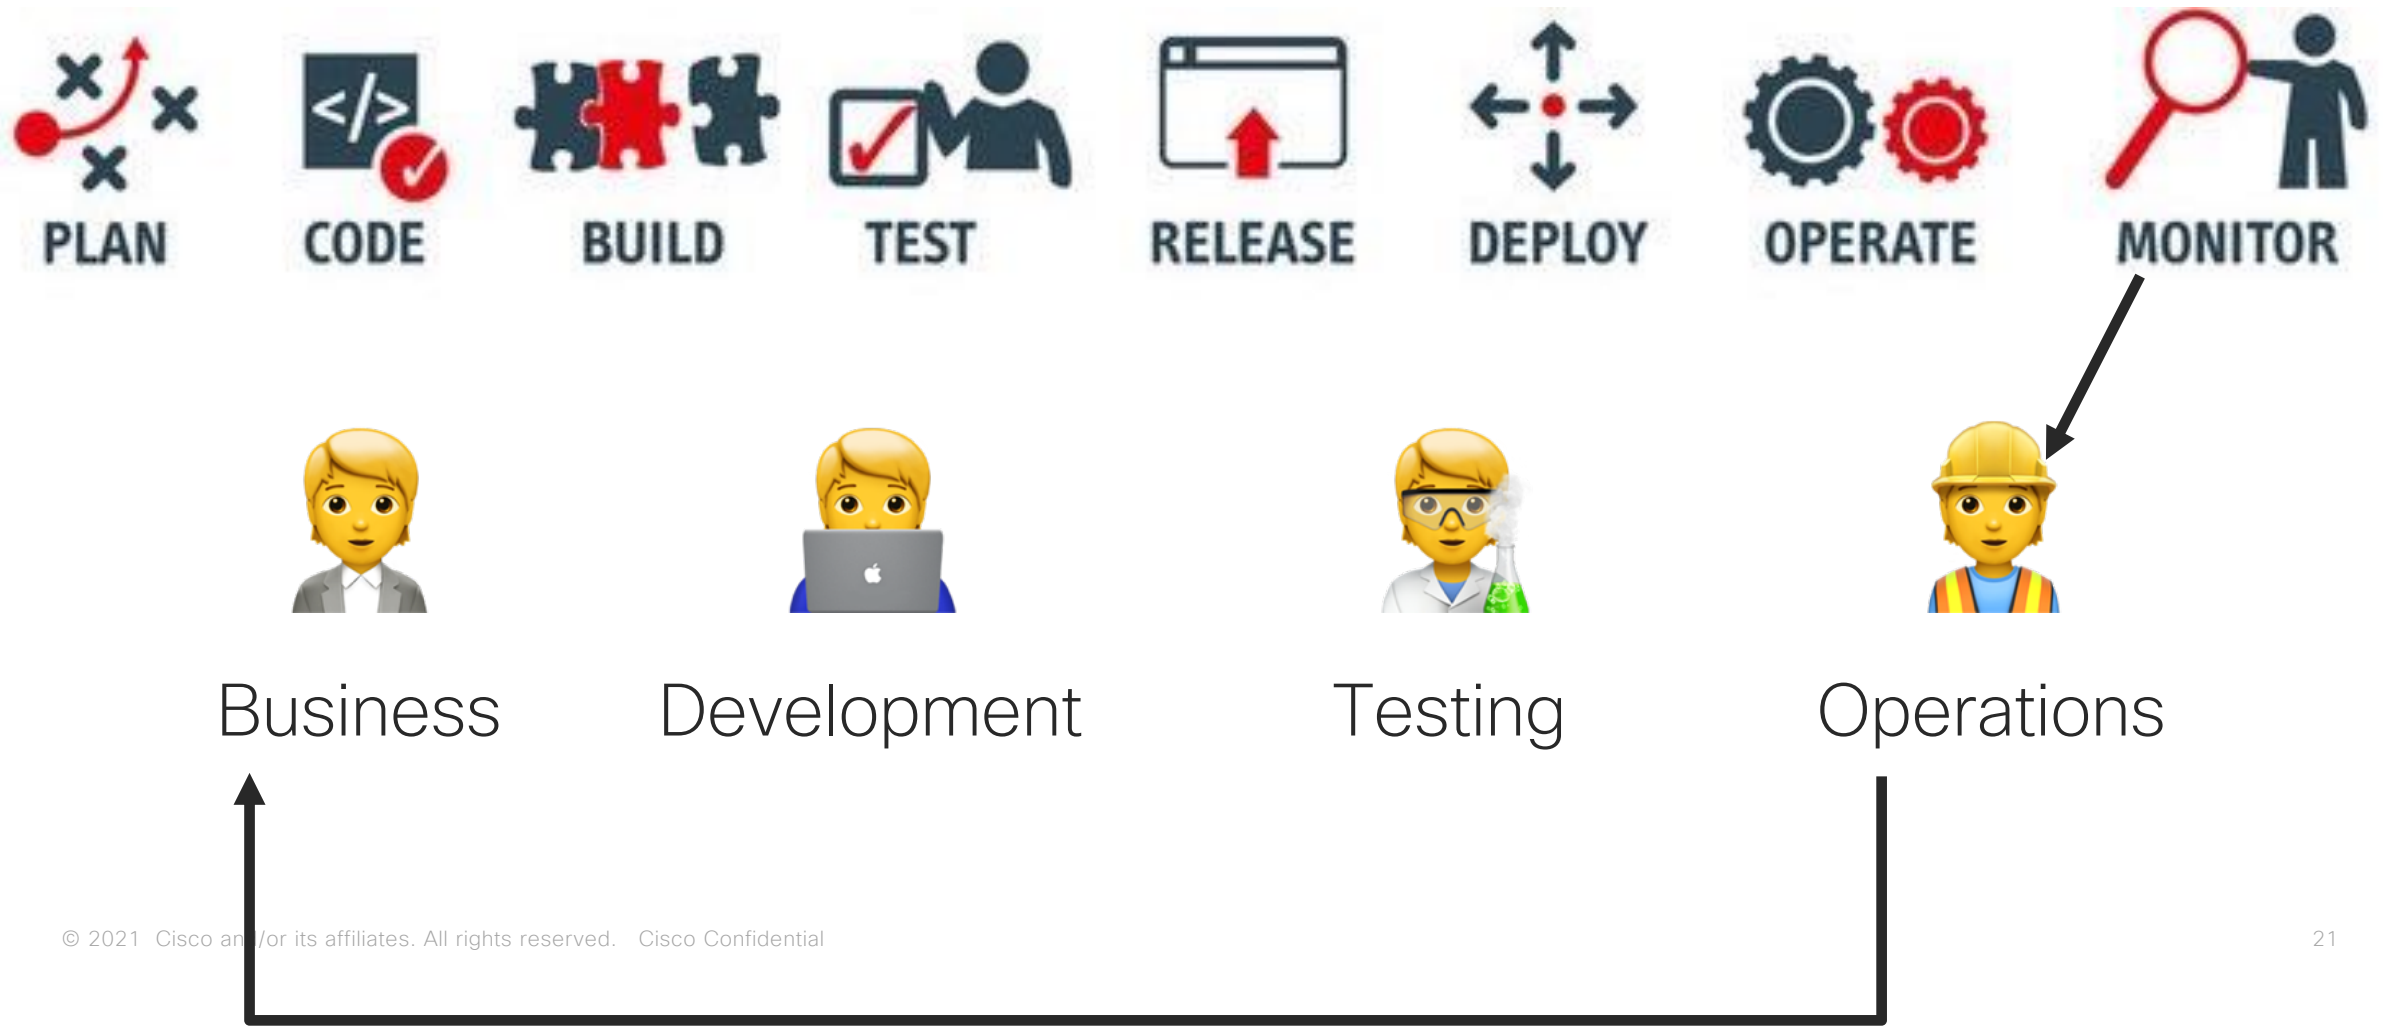 </>
PLAN CODE BUILD TEST RELEASE DEPLOY OPERATE MONITOR
Business Development Testing Operations
© 2021 Cisco and/or its affiliates. All rights reserved. Cisco Confidential 21